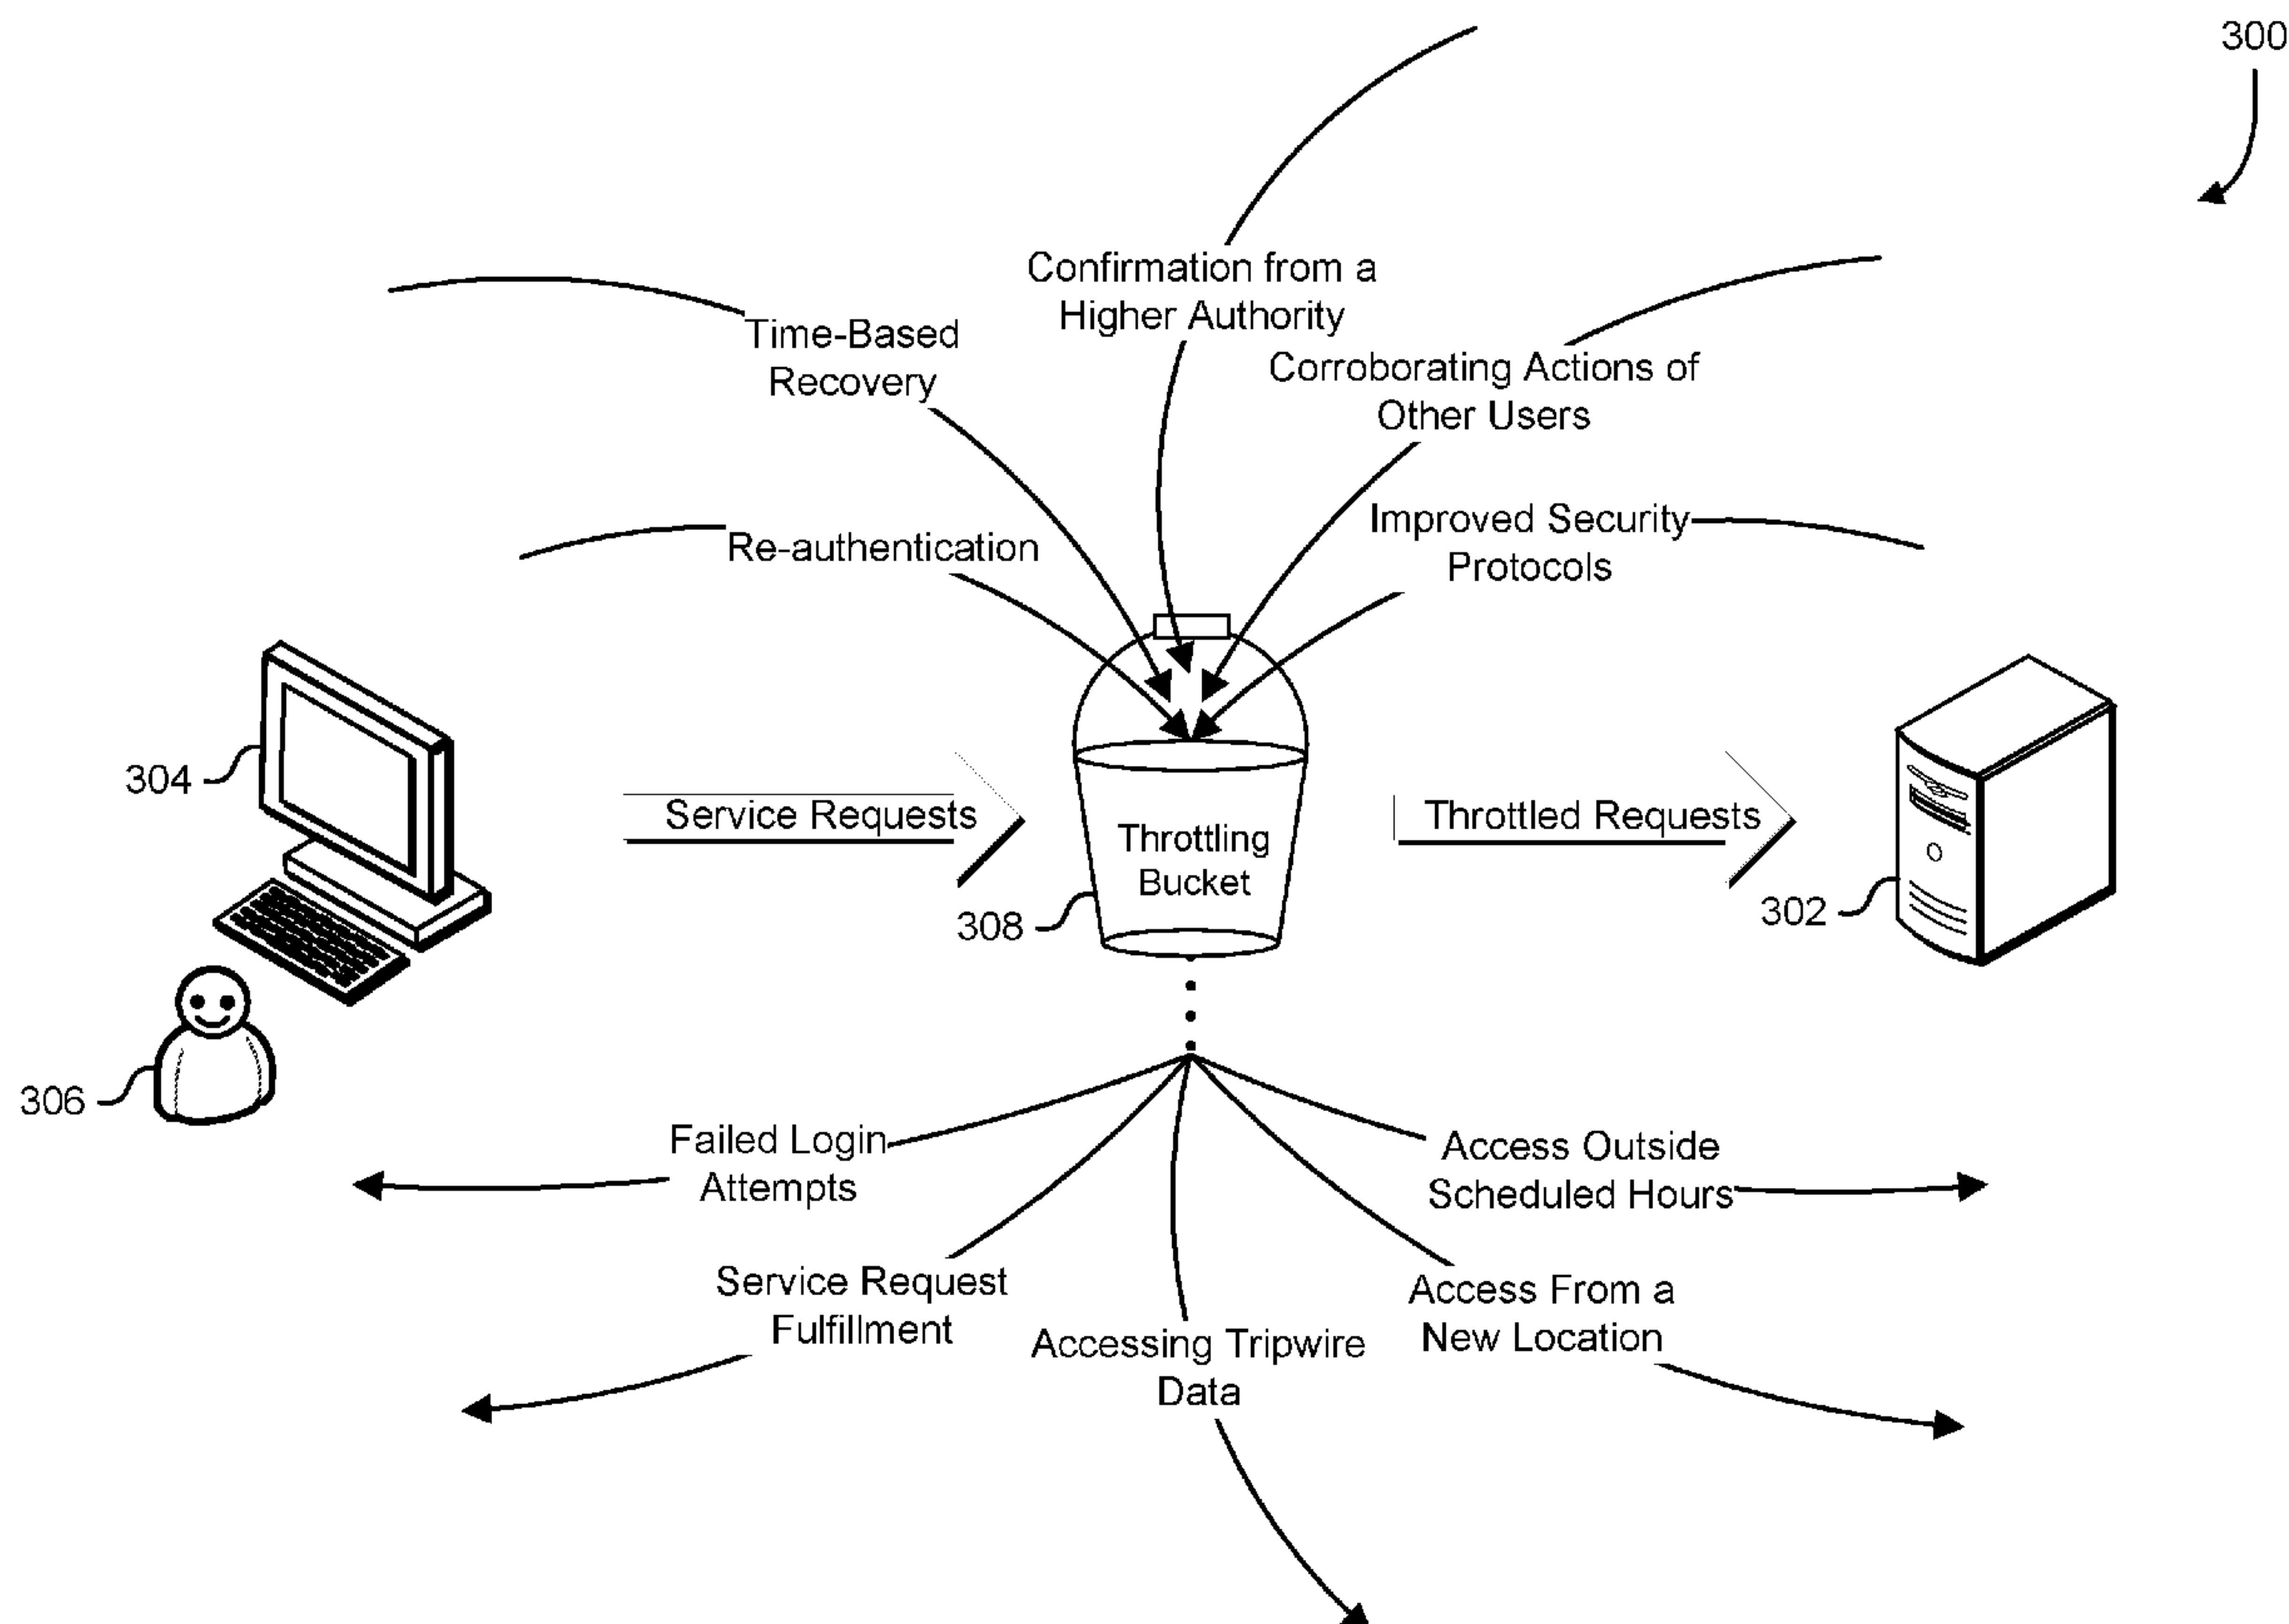 300
Confirmation from a
Higher Authority
Time-Based
Recovery
Corroborating Actions of
Other Users
Improved Security
Protocols
Re-authentication
304
Service Requests
Throttling
Bucket
Throttled Requests
308
302
306
Failed Login
Attempts
Access Outside
Scheduled Hours
Service Request
Fulfillment
Access From a
New Location
Accessing Tripwire
Data